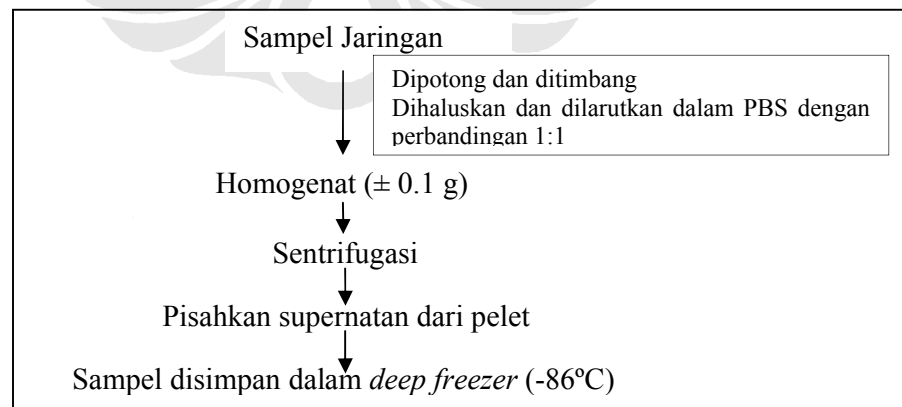 Sampel Jaringan
Dipotong dan ditimbang
Dihaluskan dan dilarutkan dalam PBS dengan
perbandingan 1:1
Homogenat (± 0.1 g)
Sentrifugasi
Pisahkan supernatan dari pelet
Sampel disimpan dalam deep freezer (-86ºC)